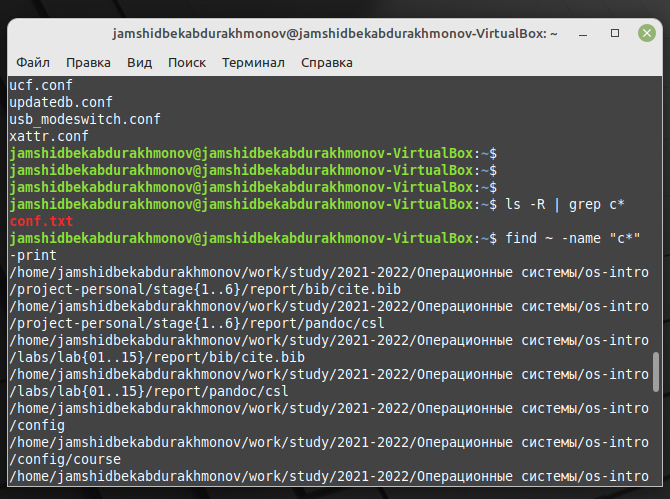 jamshidbekabdurakhmonov@jamshidbekabdurakhmonov-VirtualBox: ~
Файл Правка Вид Поиск Терминал Справка
ucf.conf
updatedb.conf
usb_modeswitch.conf
xattr.conf
jamshidbekabdurakhmonov@jamshidbekabdurakhmonov-VirtualBox:~$
jamshidbekabdurakhmonov@jamshidbekabdurakhmonov-VirtualBox:~$
jamshidbekabdurakhmonov@jamshidbekabdurakhmonov-VirtualBox:~$
jamshidbekabdurakhmonov@jamshidbekabdurakhmonov-VirtualBox:~$ ls -R | grep c*
conf.txt
jamshidbekabdurakhmonov@jamshidbekabdurakhmonov-VirtualBox:~$ find ~ -name "c*"
-print
/home/jamshidbekabdurakhmonov/work/study/2021-2022/Операционные системы/os-intro
/project-personal/stage{1..6}/report/bib/cite.bib
/home/jamshidbekabdurakhmonov/work/study/2021-2022/Операционные системы/os-intro
/project-personal/stage{1..6}/report/pandoc/csl
/home/jamshidbekabdurakhmonov/work/study/2021-2022/Операционные системы/os-intro
/labs/lab{01..15}/report/bib/cite.bib
/home/jamshidbekabdurakhmonov/work/study/2021-2022/Операционные системы/os-intro
/labs/lab{01..15}/report/pandoc/csl
/home/jamshidbekabdurakhmonov/work/study/2021-2022/Операционные системы/os-intro
/config
/home/jamshidbekabdurakhmonov/work/study/2021-2022/Операционные системы/os-intro
/config/course
/home/jamshidbekabdurakhmonov/work/study/2021-2022/Операционные системы/os-intro